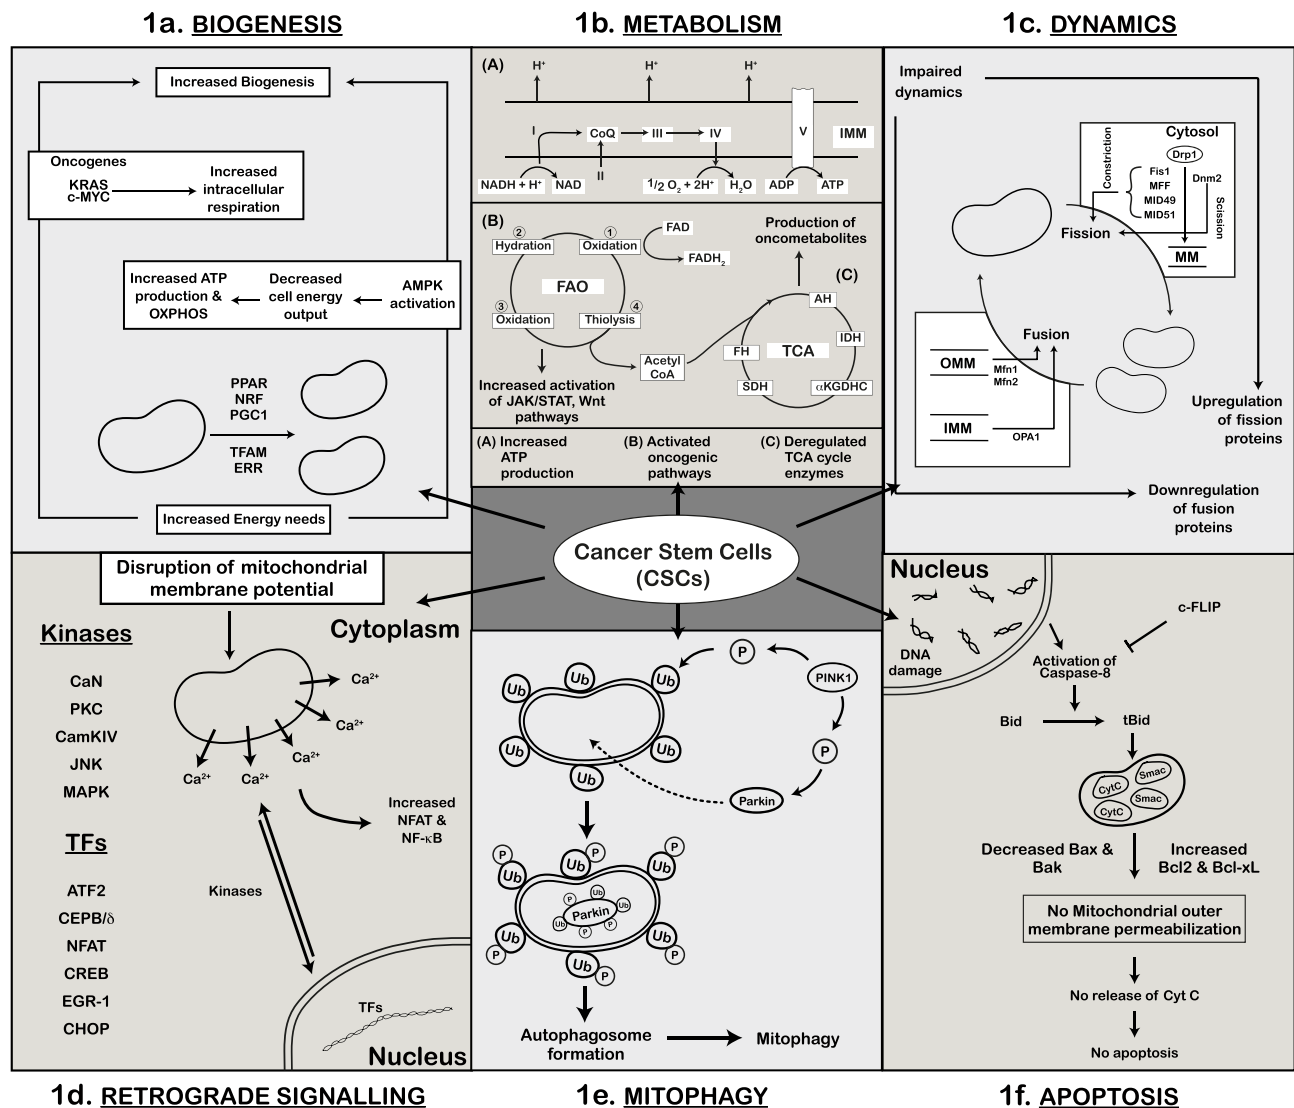 1a. BIOGENESIS
Increased Biogenesis
Oncogenes
KRAS
c-MYC
Increased
intracellular
respiration
Increased ATP
production &
OXPHOS
Decreased
cell energy
output
AMPK
activation
PPAR
NRF
PGC1
TFAM
ERR
Increased Energy needs
1b. METABOLISM
(A)
H⁺
H⁺
H⁺
I
CoQ
III
IV
V
IMM
II
NADH + H⁺
NAD
1/2 O₂ + 2H⁺
H₂O
ADP
ATP
(B)
② Hydration
① Oxidation
FAD
FADH₂
FAO
③ Oxidation
④ Thiolysis
Acetyl
CoA
Increased activation
of JAK/STAT, Wnt
pathways
Production of
oncometabolites
(C)
AH
IDH
FH
TCA
SDH
αKGDHC
(A) Increased
ATP
production
(B) Activated
oncogenic
pathways
(C) Deregulated
TCA cycle
enzymes
1c. DYNAMICS
Impaired
dynamics
Cytosol
Constriction
Drp1
Fis1
MFF
MID49
MID51
Dnm2
Scission
Fission
MM
Fusion
OMM
Mfn1
Mfn2
IMM
OPA1
Upregulation
of fission
proteins
Downregulation
of fusion
proteins
Cancer Stem Cells
(CSCs)
Disruption of mitochondrial
membrane potential
Kinases
Cytoplasm
CaN
PKC
CamKIV
JNK
MAPK
Ca²⁺
Ca²⁺
Ca²⁺
Ca²⁺
Ca²⁺
Increased
NFAT &
NF-κB
TFs
ATF2
CEPB/δ
NFAT
CREB
EGR-1
CHOP
Kinases
TFs
Nucleus
1d. RETROGRADE SIGNALLING
P
PINK1
P
Parkin
Ub
Ub
Ub
Ub
Ub
Ub
P
P
P
Ub
Ub
Ub
P
Ub
Parkin
Ub
Ub
P
P
Ub
Ub
P
P
Ub
P
Autophagosome
formation
Mitophagy
1e. MITOPHAGY
Nucleus
DNA
damage
c-FLIP
Activation of
Caspase-8
Bid
tBid
CytC
Smac
CytC
Smac
Decreased Bax &
Bak
Increased
Bcl2 & Bcl-xL
No Mitochondrial outer
membrane permeabilization
No release of Cyt C
No apoptosis
1f. APOPTOSIS